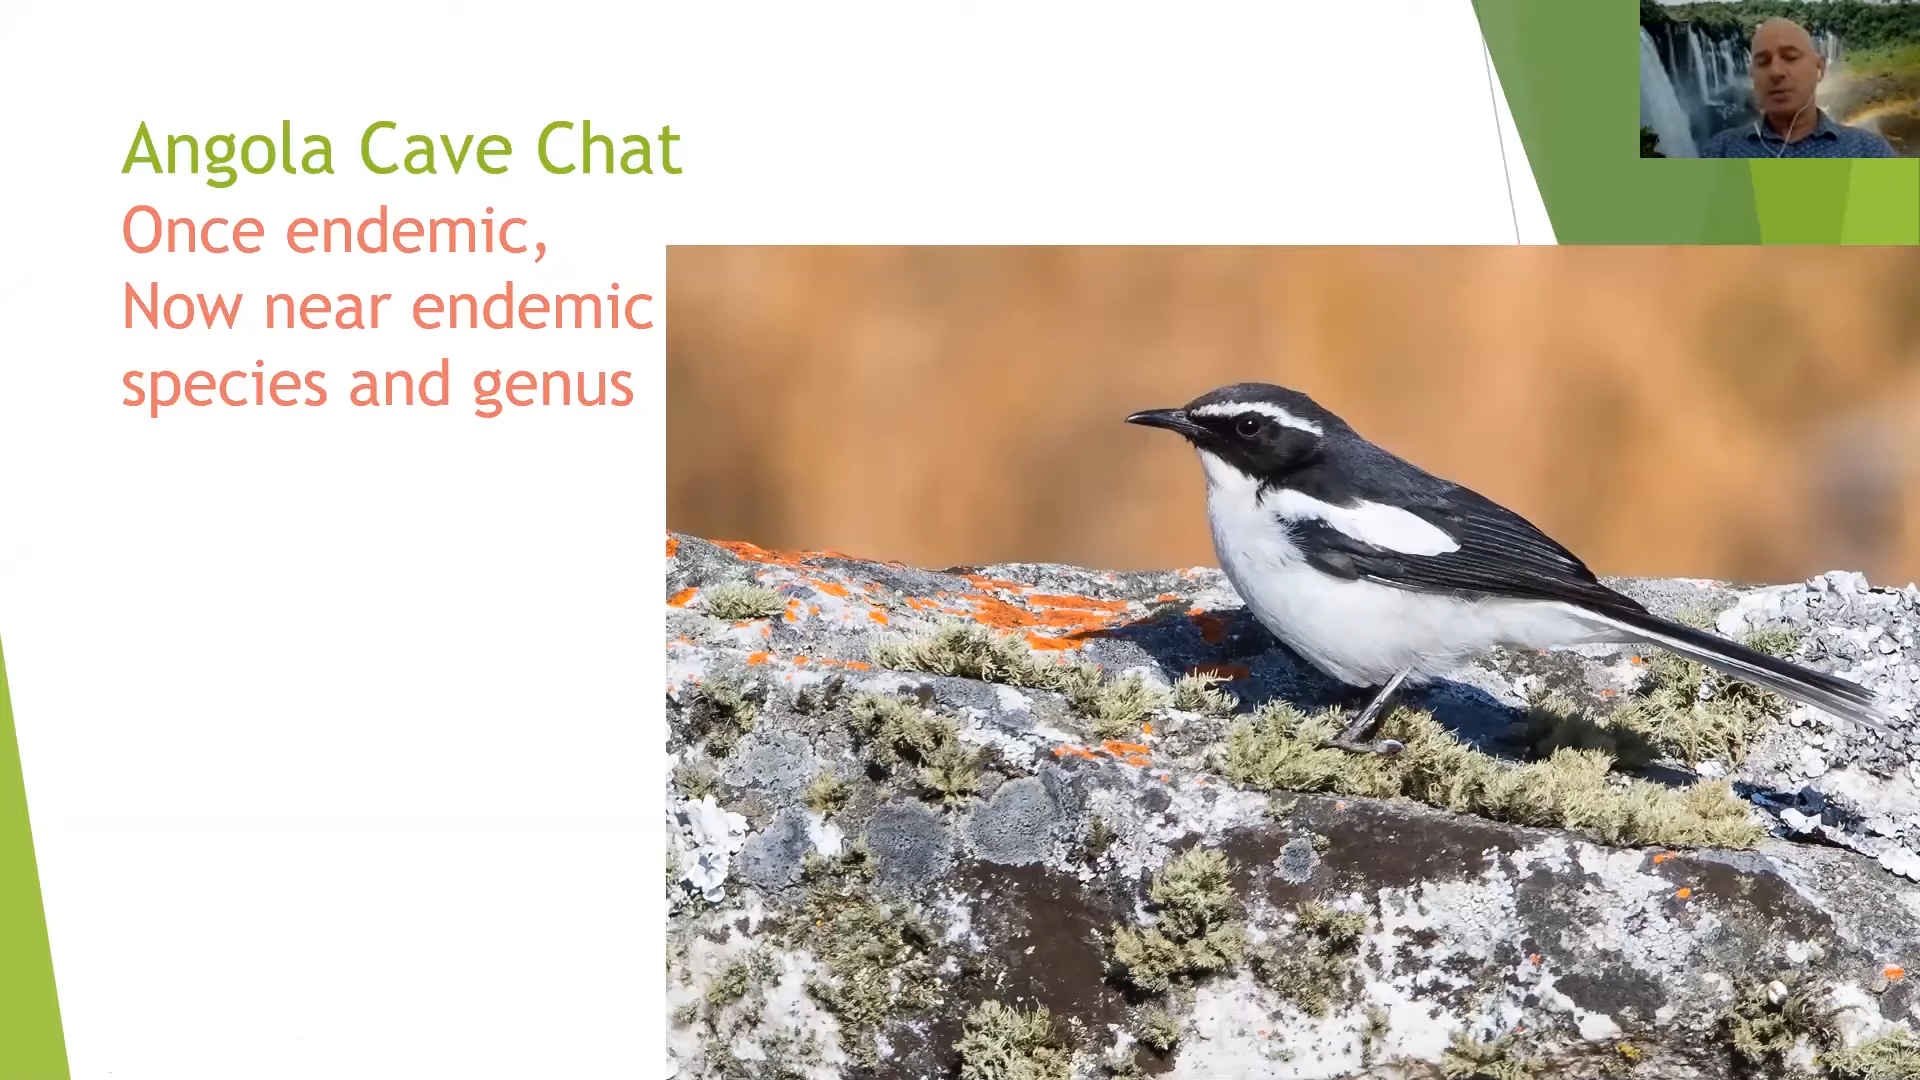 Angola Cave Chat
Once endemic,
Now near endemic
species and genus